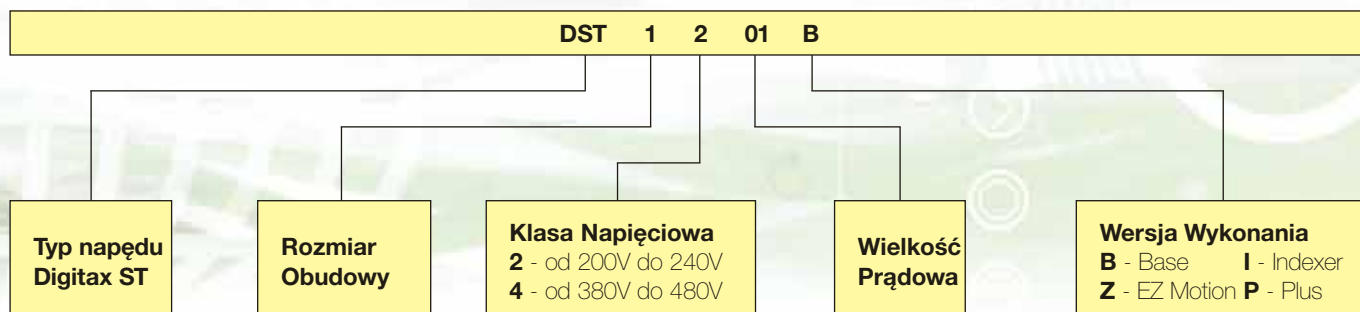 DST 1 2 01 B
Typ napędu
Digitax ST
Rozmiar
Obudowy
Klasa Napięciowa
2 - od 200V do 240V
4 - od 380V do 480V
Wielkość
Prądowa
Wersja Wykonania
B - Base I - Indexer
Z - EZ Motion P - Plus